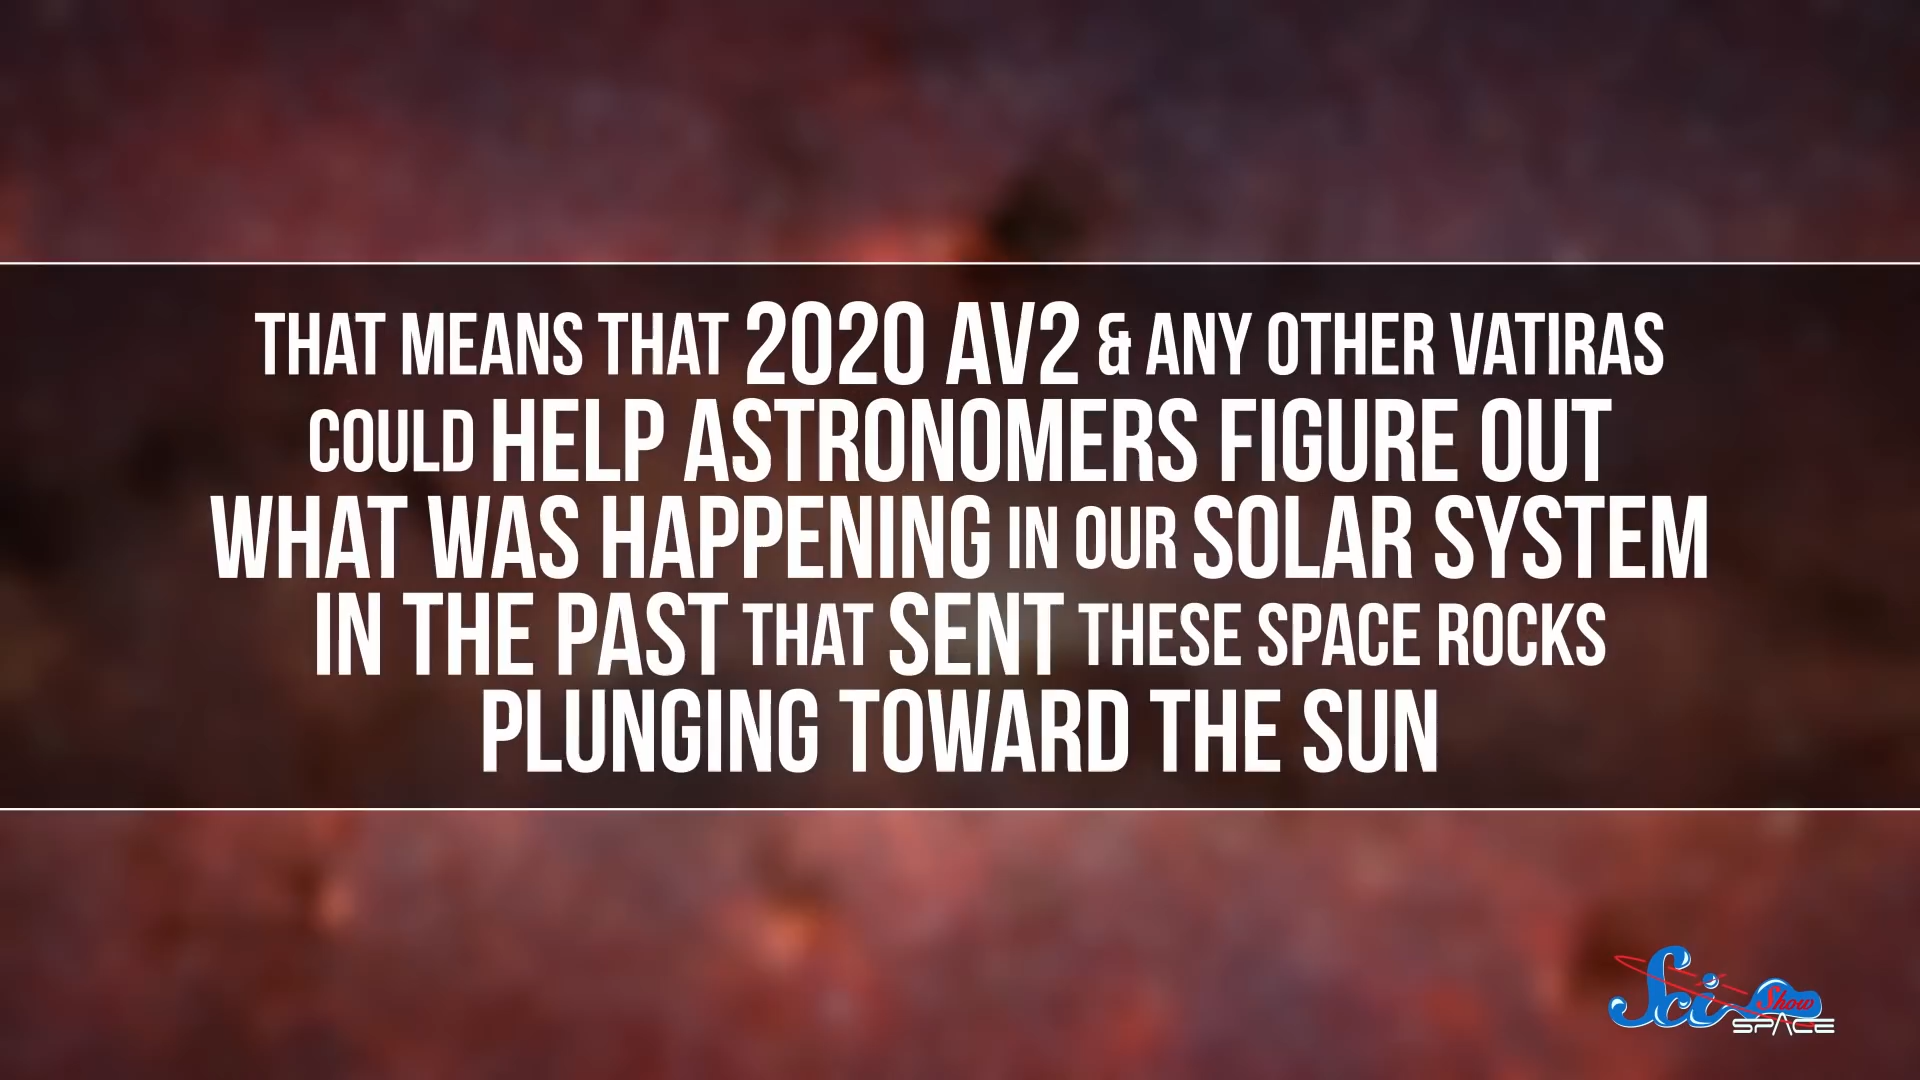 THAT MEANS THAT 2020 AV2 & ANY OTHER VATIRAS
COULD HELP ASTRONOMERS FIGURE OUT
WHAT WAS HAPPENING IN OUR SOLAR SYSTEM
IN THE PAST THAT SENT THESE SPACE ROCKS
PLUNGING TOWARD THE SUN
Sci Show
SPACE